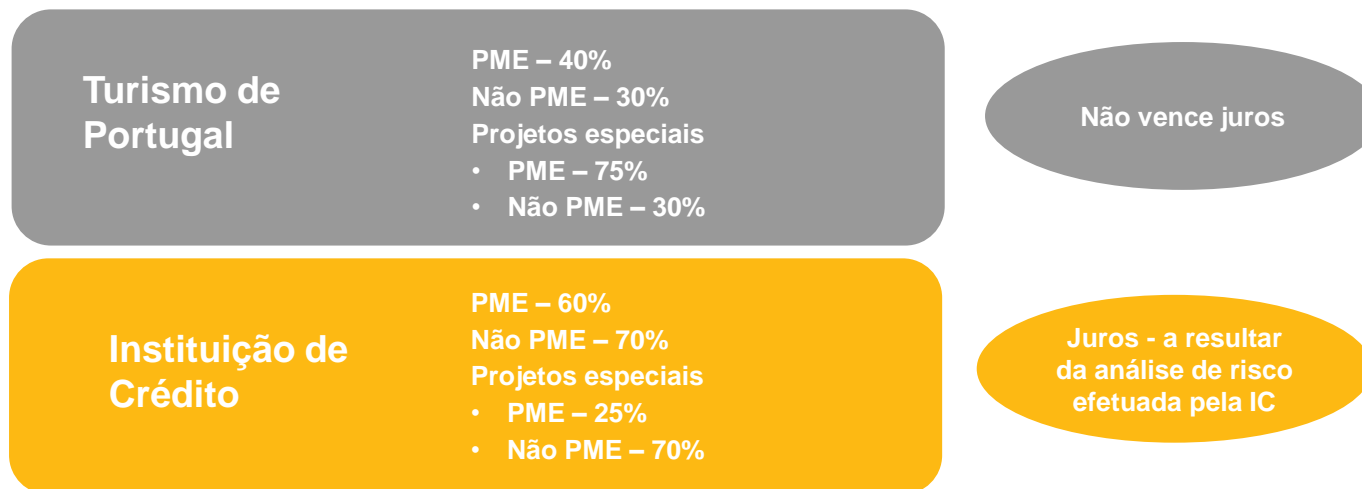 Turismo de
Portugal
PME – 40%
Não PME – 30%
Projetos especiais
• PME – 75%
• Não PME – 30%
Não vence juros
Instituição de
Crédito
PME – 60%
Não PME – 70%
Projetos especiais
• PME – 25%
• Não PME – 70%
Juros - a resultar
da análise de risco
efetuada pela IC